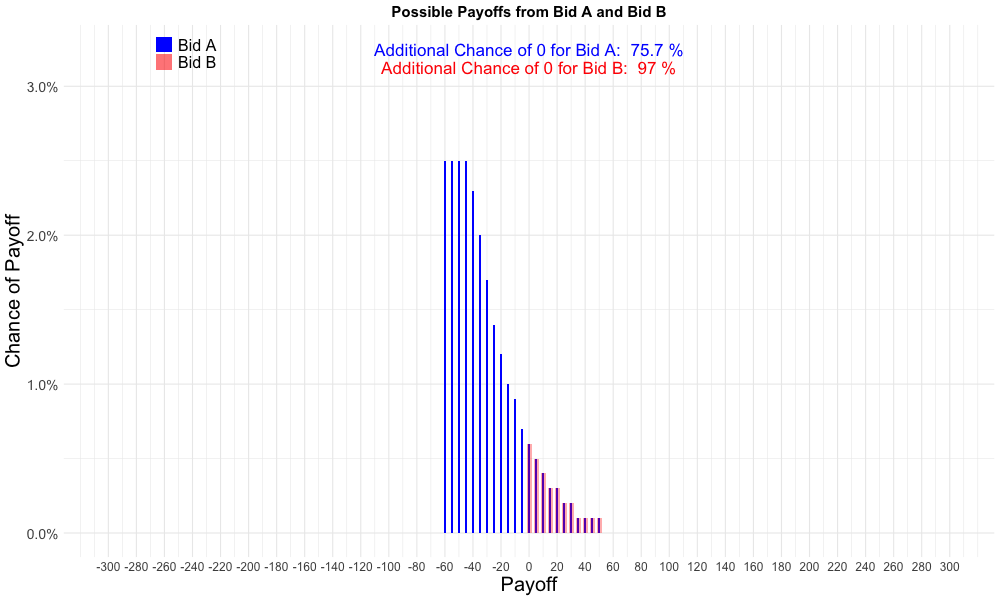 Possible Payoffs from Bid A and Bid B
Bid A
Bid B
Additional Chance of 0 for Bid A:  75.7 %
Additional Chance of 0 for Bid B:  97 %
Chance of Payoff
3.0%
2.0%
1.0%
0.0%
-300 -280 -260 -240 -220 -200 -180 -160 -140 -120 -100 -80 -60 -40 -20 0 20 40 60 80 100 120 140 160 180 200 220 240 260 280 300
Payoff